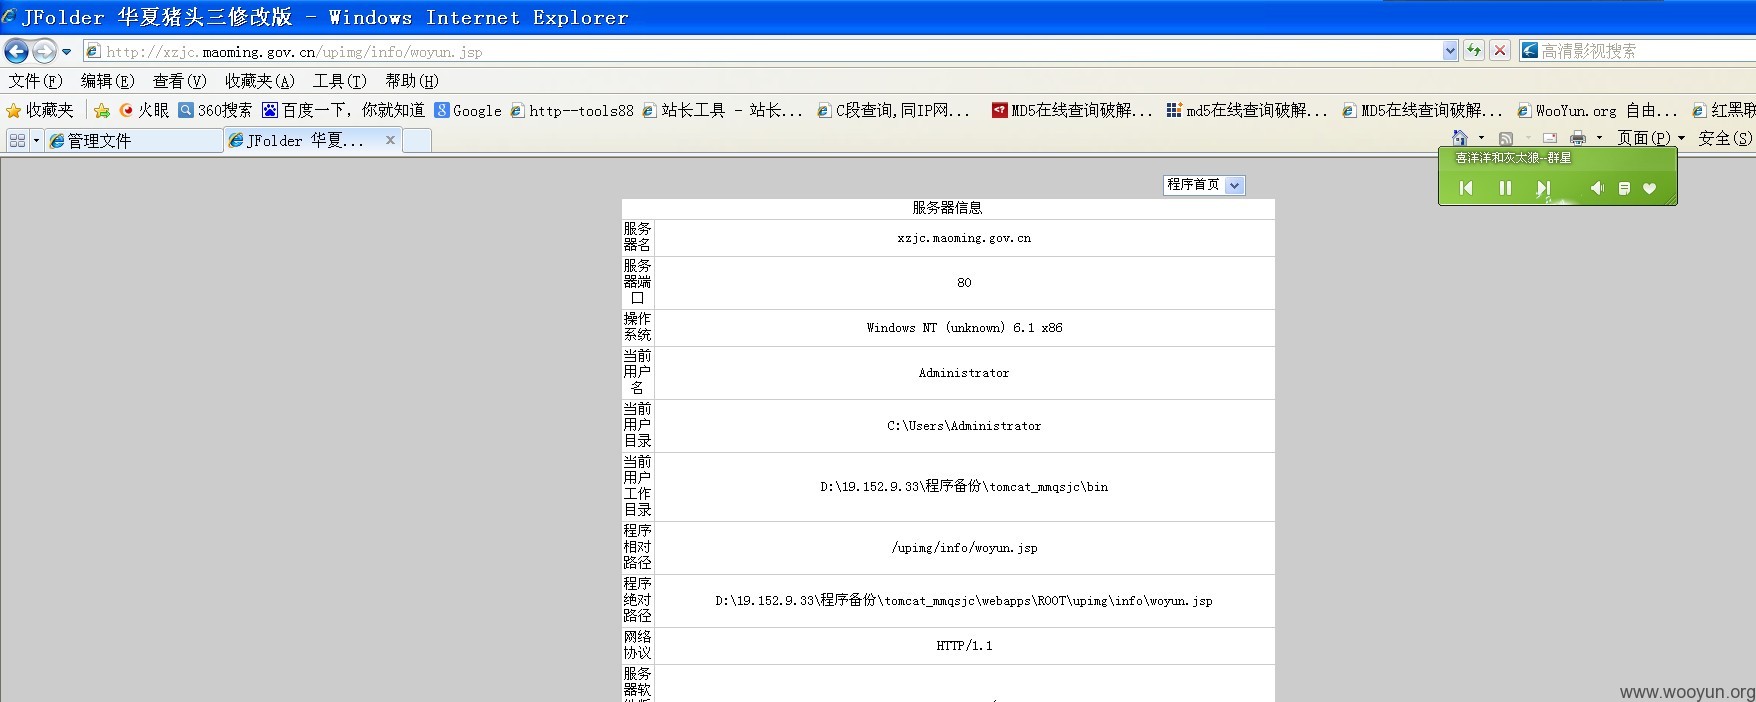 JFolder 华夏猪头三修改版 - Windows Internet Explorer
http://xzjc.maoming.gov.cn/upimg/info/woyun.jsp
高清影视搜索
文件(F) 编辑(E) 查看(V) 收藏夹(A) 工具(T) 帮助(H)
收藏夹 火眼 360搜索 百度一下，你就知道 Google http--tools88 站长工具 - 站长... C段查询,同IP网... MD5在线查询破解... md5在线查询破解... MD5在线查询破解... WooYun.org 自由... 红黑联
管理文件 JFolder 华夏... x
页面(P) 安全(S)
喜洋洋和灰太狼--群星
程序首页
服务器信息
服务
器名
xzjc.maoming.gov.cn
服务
器端
口
80
操作
系统
Windows NT (unknown) 6.1 x86
当前
用户
名
Administrator
当前
用户
目录
C:\Users\Administrator
当前
用户
工作
目录
D:\19.152.9.33\程序备份\tomcat_mmqsjc\bin
程序
相对
路径
/upimg/info/woyun.jsp
程序
绝对
路径
D:\19.152.9.33\程序备份\tomcat_mmqsjc\webapps\ROOT\upimg\info\woyun.jsp
网络
协议
HTTP/1.1
服务
器软
www.wooyun.org